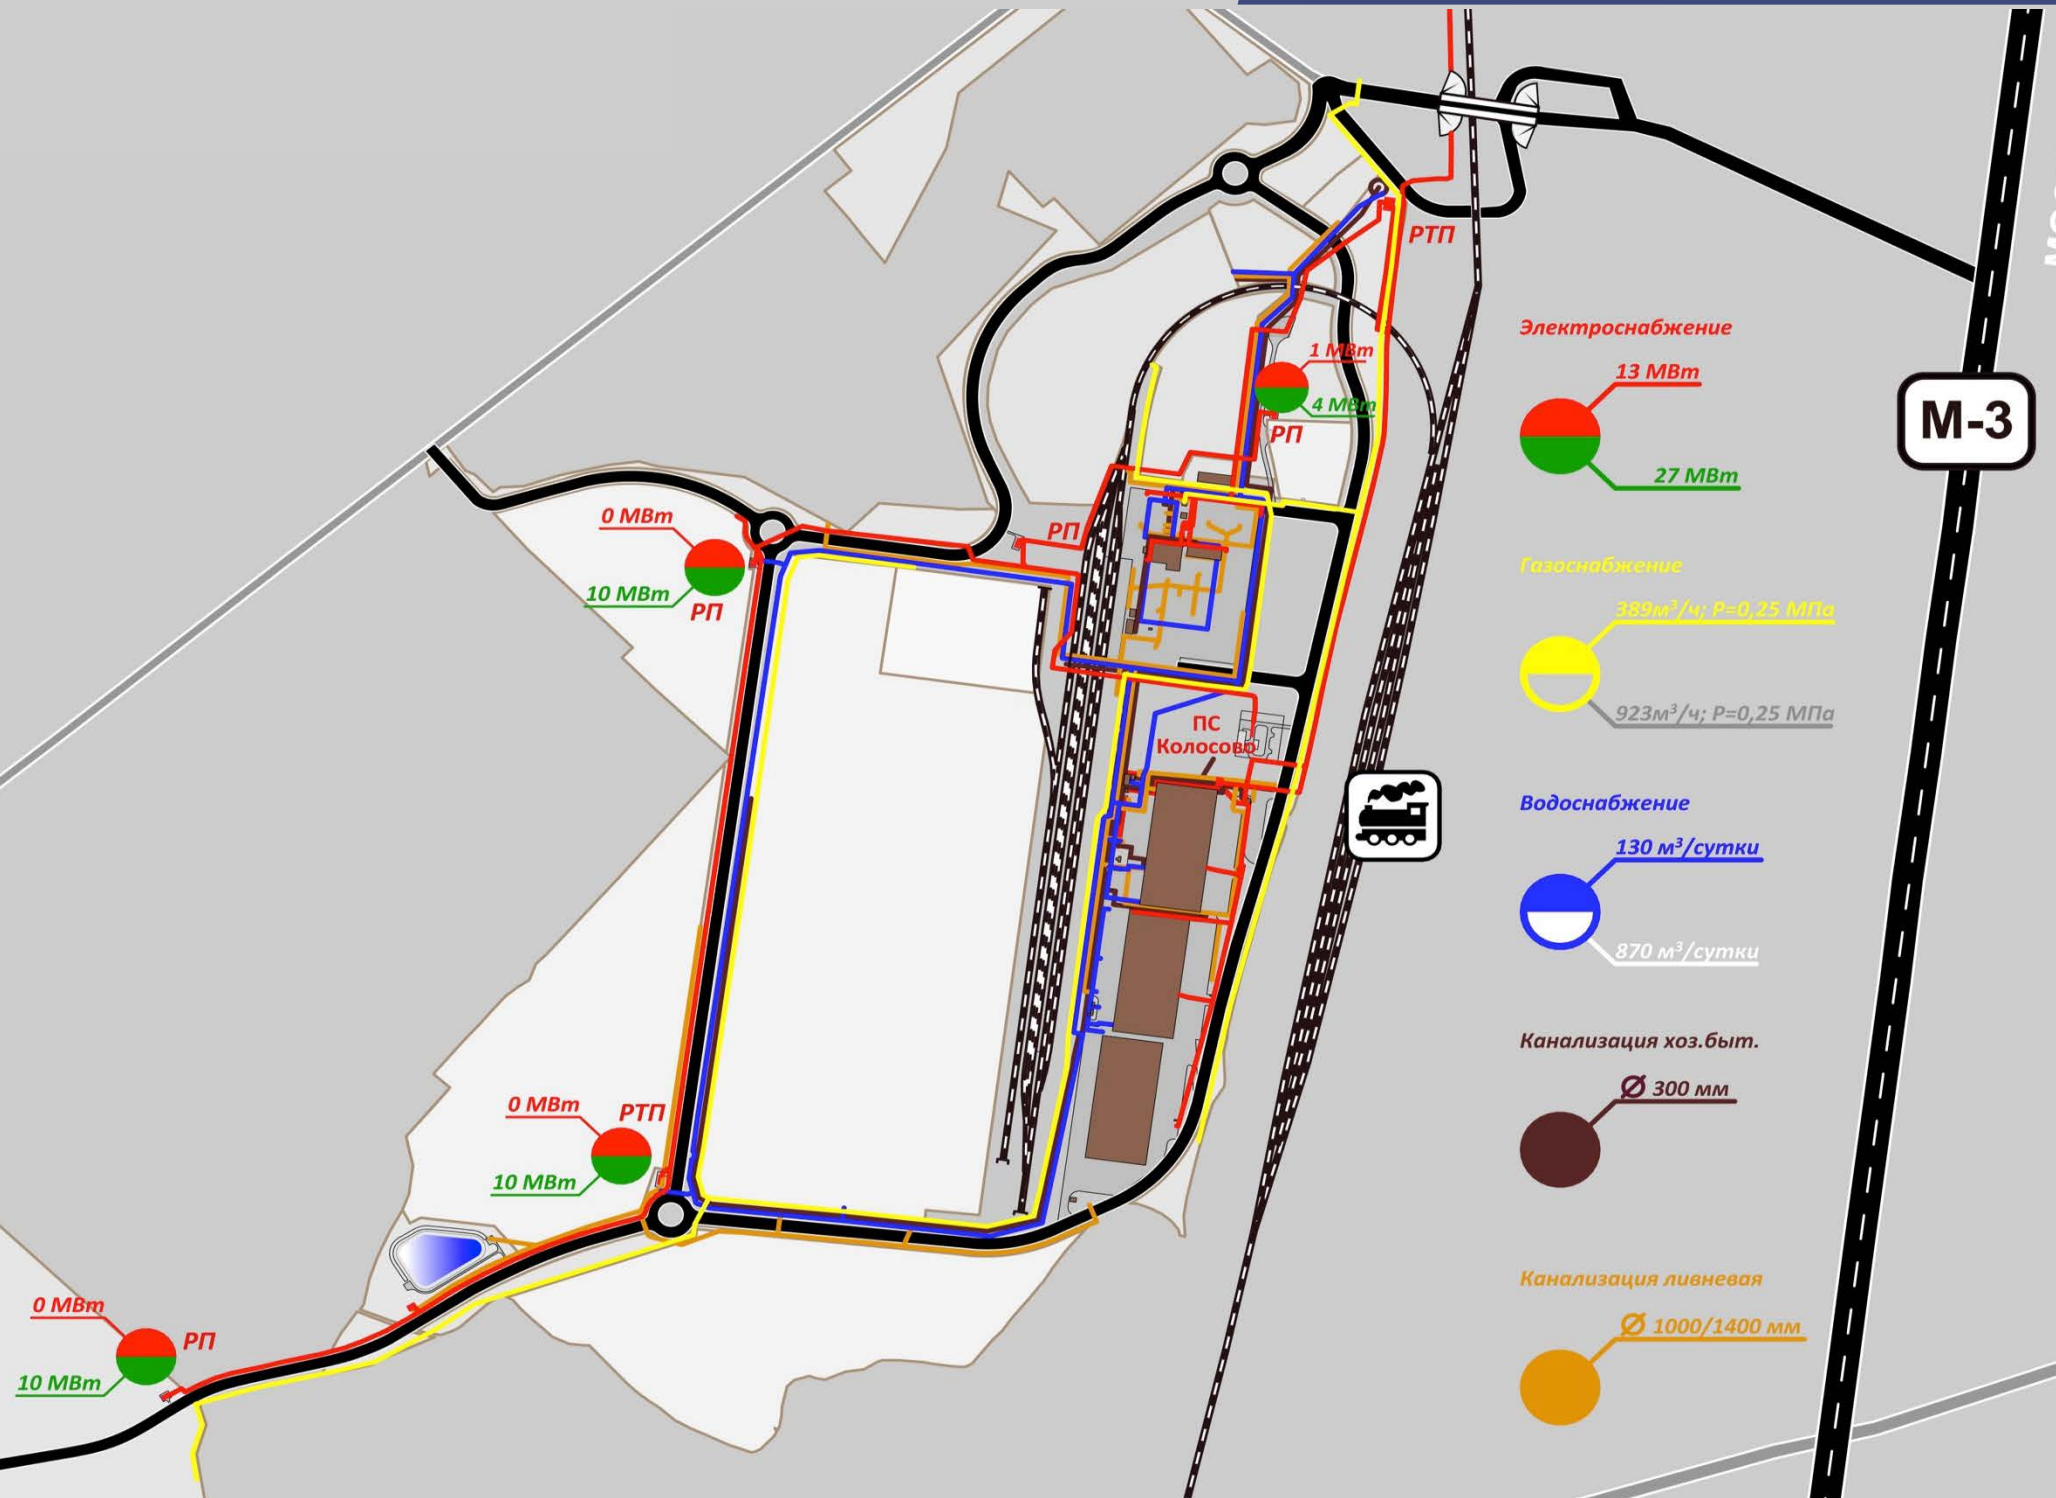 РТП
1 МВт
4 МВт
РП
РП
0 МВт
10 МВт
РП
ПС
Колосово
0 МВт
РТП
10 МВт
0 МВт
РП
10 МВт
Электроснабжение
13 МВт
27 МВт
Газоснабжение
389м³/ч; Р=0,25 МПа
923м³/ч; Р=0,25 МПа
Водоснабжение
130 м³/сутки
870 м³/сутки
Канализация хоз.быт.
Ø 300 мм
Канализация ливневая
Ø 1000/1400 мм
М-3